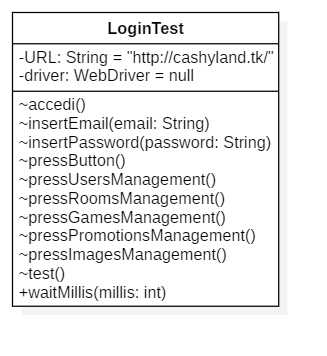 LoginTest
-URL: String = "http://cashyland.tk/"
-driver: WebDriver = null
~accedi()
~insertEmail(email: String)
~insertPassword(password: String)
~pressButton()
~pressUsersManagement()
~pressRoomsManagement()
~pressGamesManagement()
~pressPromotionsManagement()
~pressImagesManagement()
~test()
+waitMillis(millis: int)